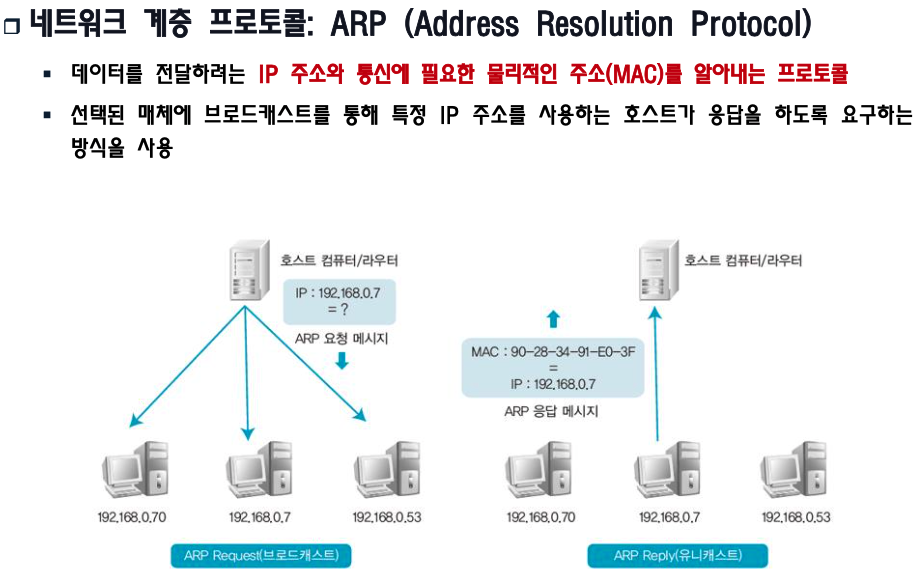 네트워크 계층 프로토콜: ARP (Address Resolution Protocol)
데이터를 전달하려는 IP 주소와 통신에 필요한 물리적인 주소(MAC)를 알아내는 프로토콜
선택된 매체에 브로드캐스트를 통해 특정 IP 주소를 사용하는 호스트가 응답을 하도록 요구하는
방식을 사용
호스트 컴퓨터/라우터
IP : 192.168.0.7
= ?
ARP 요청 메시지
192.168.0.70
192.168.0.7
192.168.0.53
ARP Request(브로드캐스트)
호스트 컴퓨터/라우터
MAC : 90-28-34-91-E0-3F
=
IP : 192.168.0.7
ARP 응답 메시지
192.168.0.70
192.168.0.7
192.168.0.53
ARP Reply(유니캐스트)